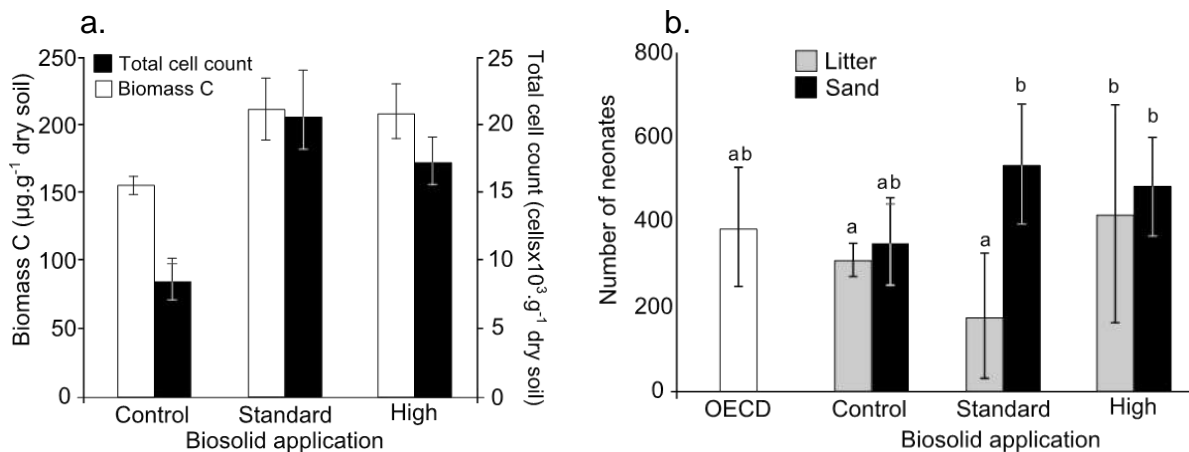 a.
Total cell count
Biomass C
250
200
150
100
50
0
Biomass C (µg.g⁻¹ dry soil)
25
20
15
10
5
0
Total cell count (cellsx10³.g⁻¹ dry soil)
Control Standard High
Biosolid application
b.
Litter
Sand
800
600
400
200
0
Number of neonates
ab
a
ab
a
b
b
b
OECD Control Standard High
Biosolid application